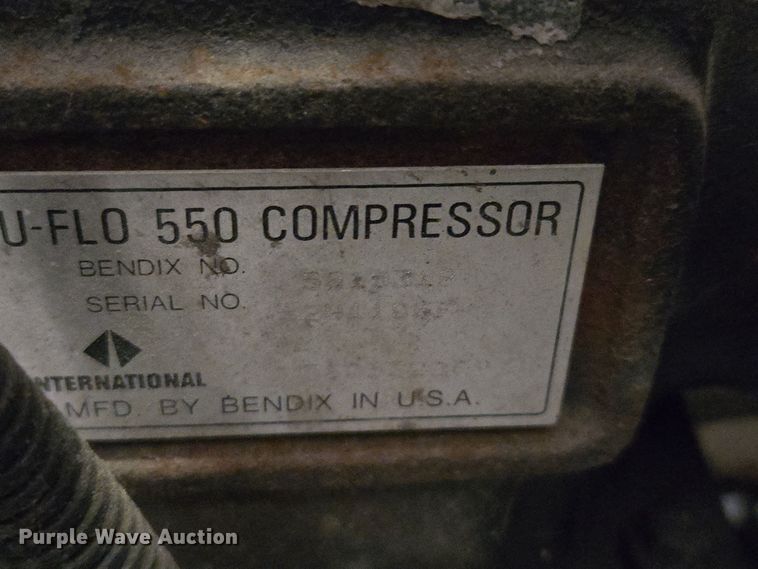 U-FLO 550 COMPRESSOR
BENDIX NO.
SERIAL NO.
INTERNATIONAL
MFD. BY BENDIX IN U.S.A.
Purple Wave Auction